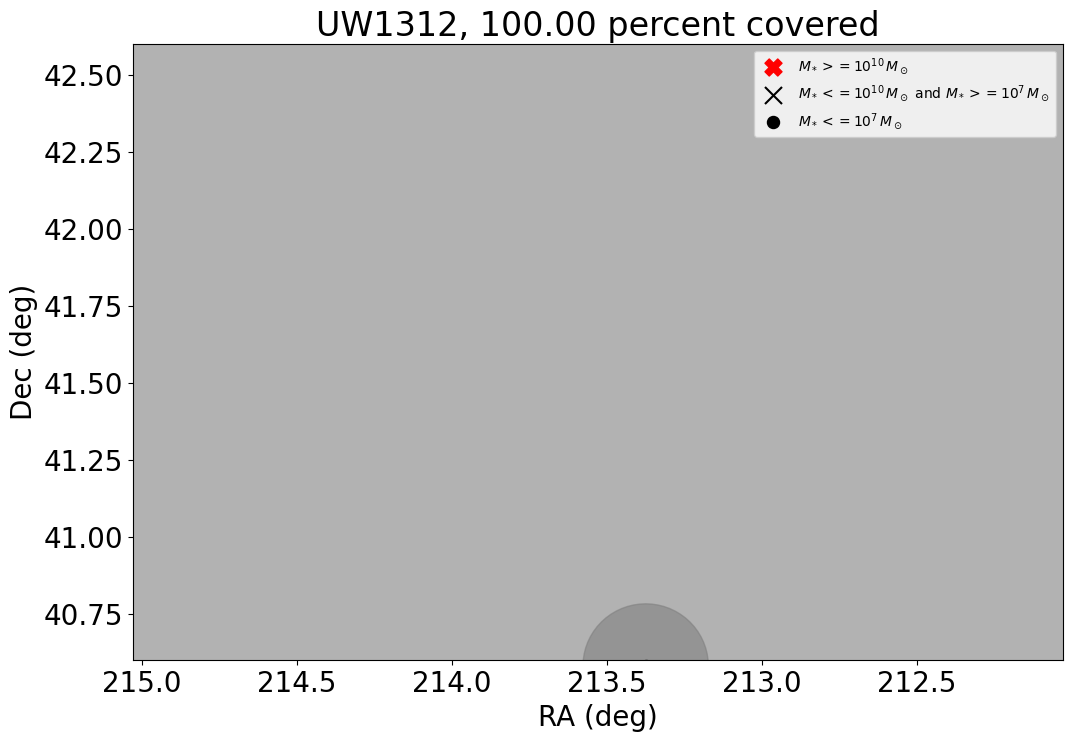 UW1312, 100.00 percent covered
M* >= 10^10 M⊙
M* <= 10^10 M⊙ and M* >= 10^7 M⊙
M* <= 10^7 M⊙
42.50
42.25
42.00
41.75
41.50
41.25
41.00
40.75
Dec (deg)
215.0 214.5 214.0 213.5 213.0 212.5
RA (deg)